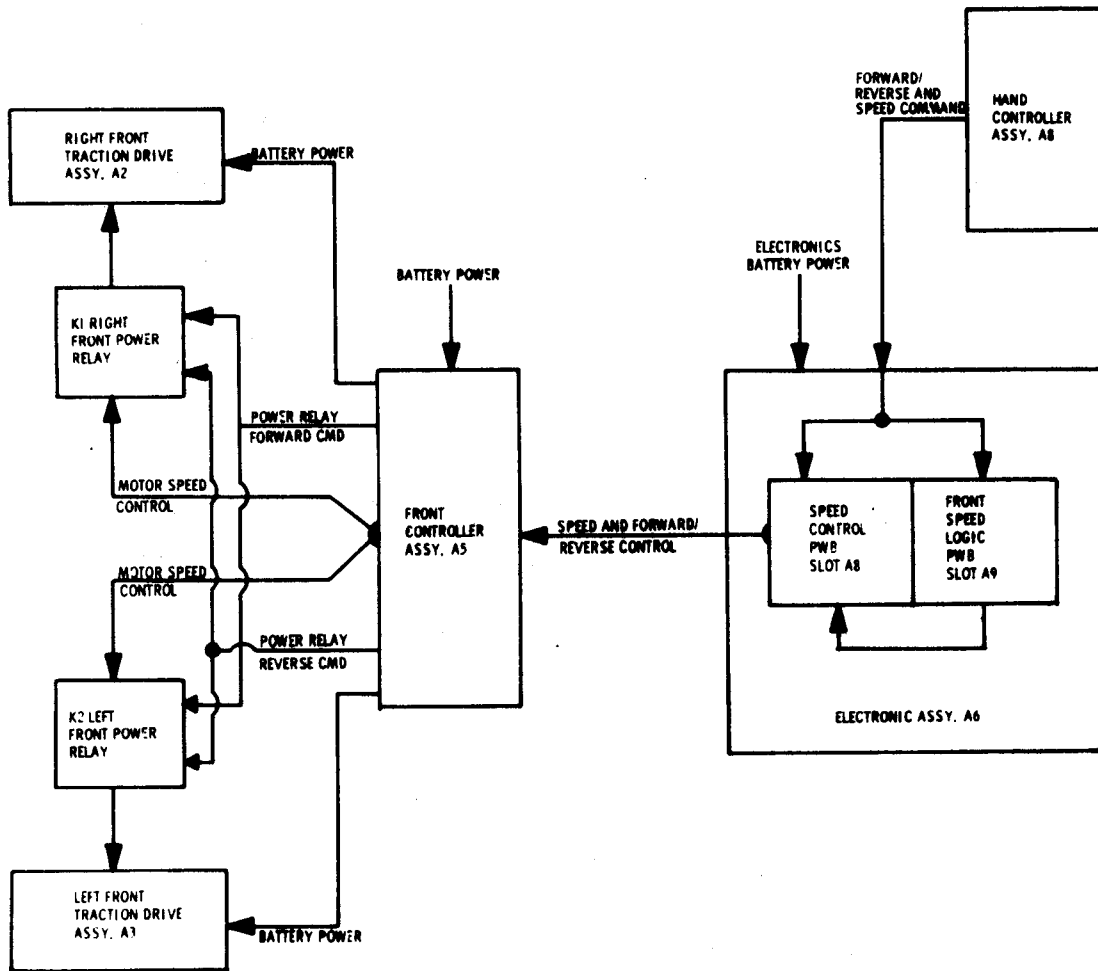 FORWARD/
REVERSE AND
SPEED COMMAND
HAND
CONTROLLER
ASSY, A8
RIGHT FRONT
TRACTION DRIVE
ASSY, A2
BATTERY POWER
ELECTRONICS
BATTERY POWER
BATTERY POWER
K1 RIGHT
FRONT POWER
RELAY
POWER RELAY
FORWARD CMD
MOTOR SPEED
CONTROL
FRONT
CONTROLLER
ASSY, A5
SPEED AND FORWARD/
REVERSE CONTROL
SPEED
CONTROL
PWB
SLOT A8
FRONT
SPEED
LOGIC
PWB
SLOT A9
MOTOR SPEED
CONTROL
POWER RELAY
REVERSE CMD
K2 LEFT
FRONT POWER
RELAY
ELECTRONIC ASSY, A6
LEFT FRONT
TRACTION DRIVE
ASSY, A3
BATTERY POWER